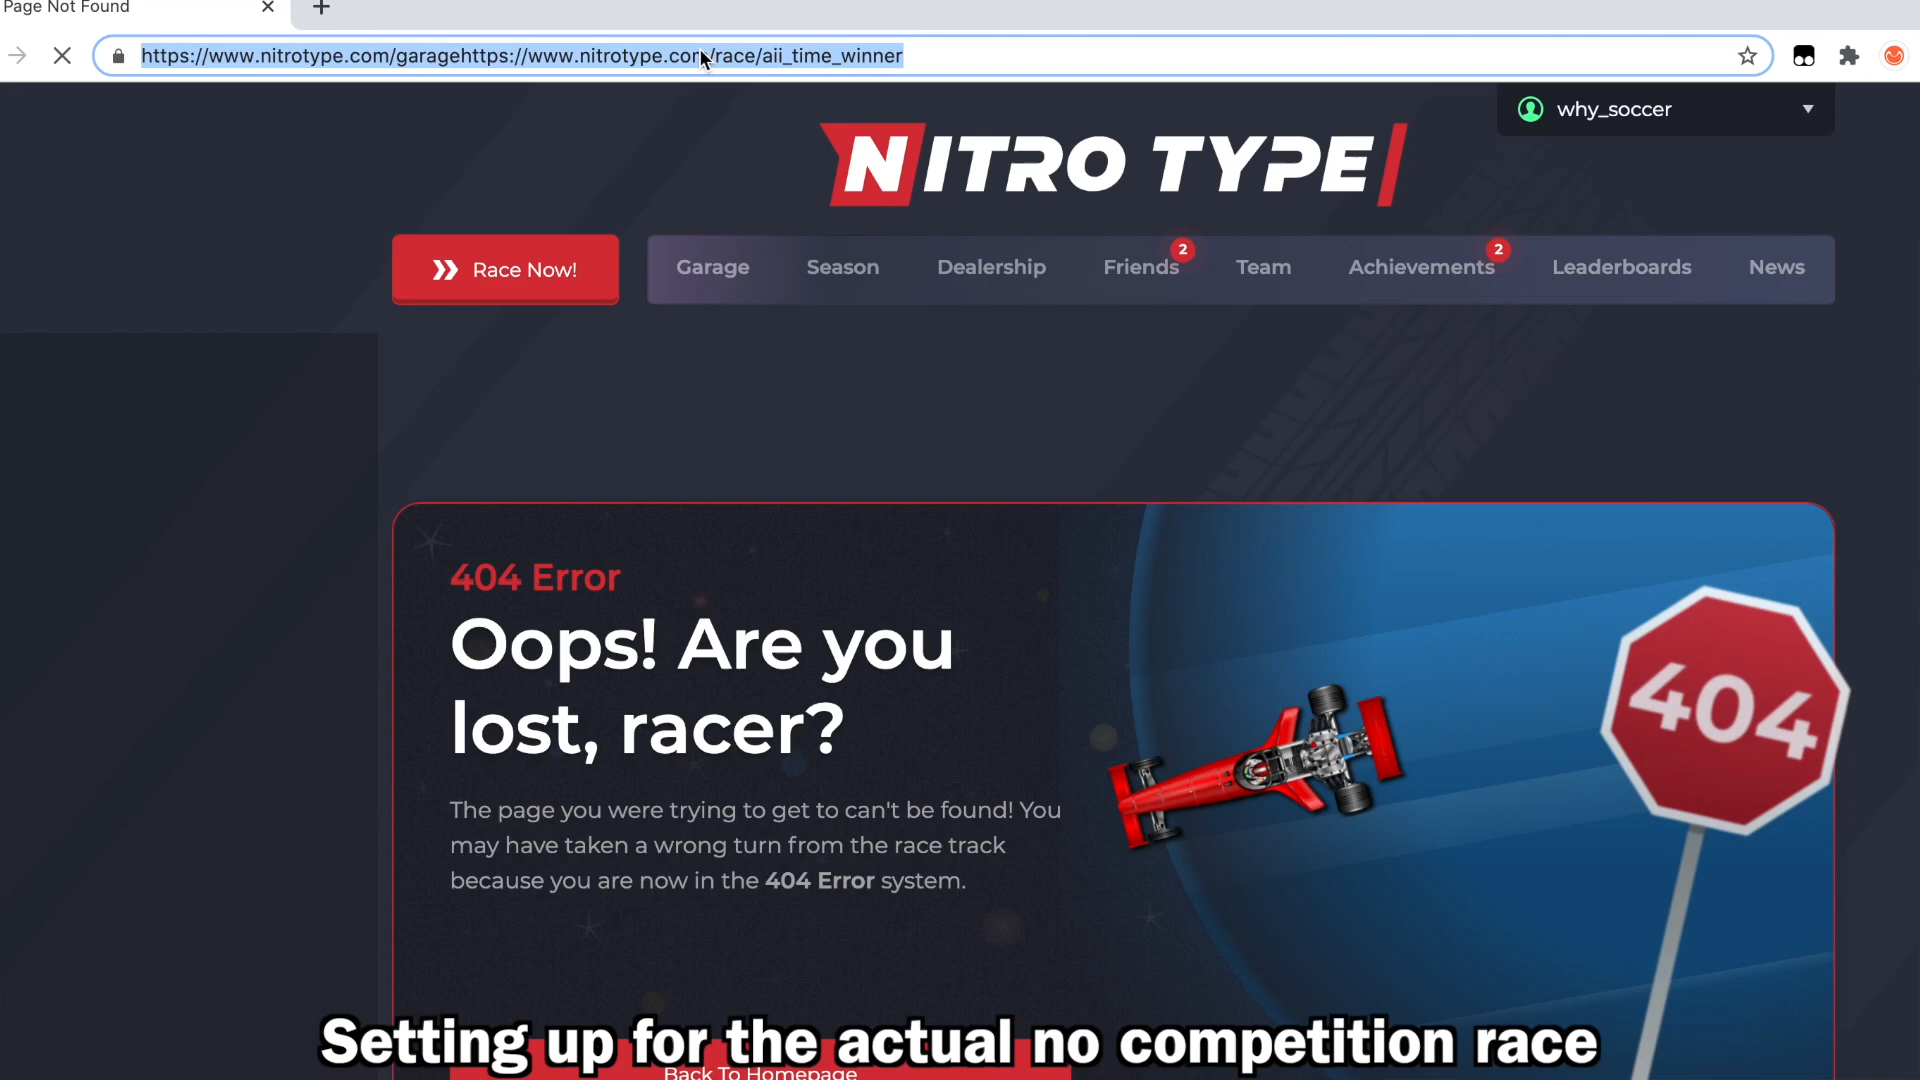 Page Not Found
https://www.nitrotype.com/garagehttps://www.nitrotype.com/race/aii_time_winner
why_soccer
NITRO TYPE
Race Now!
Garage
Season
Dealership
Friends
2
Team
Achievements
2
Leaderboards
News
404 Error
Oops! Are you
lost, racer?
The page you were trying to get to can't be found! You
may have taken a wrong turn from the race track
because you are now in the 404 Error system.
404
Setting up for the actual no competition race
Back To Homepage